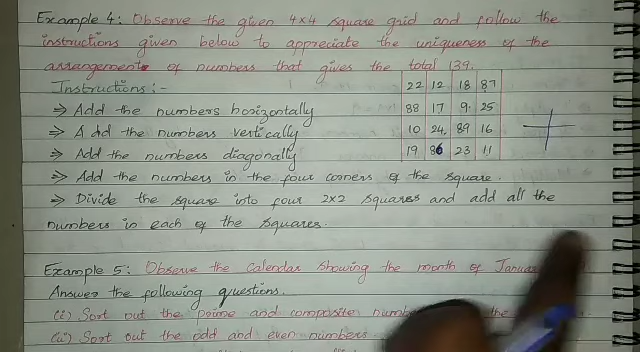 Example 4: Observe the given 4x4 square grid and follow the
instructions given below to appreciate the uniqueness of the
arrangements of numbers that gives the total 139.
Instructions:-
22 12 18 87
⇒ Add the numbers horizontally
88 17 9 25
⇒ Add the numbers vertically
10 24 89 16
⇒ Add the numbers diagonally
19 86 23 11
⇒ Add the numbers in the four corners of the square.
⇒ Divide the square into four 2x2 squares and add all the
numbers in each of the squares.
Example 5: Observe the Calendar showing the month of
Answer the following questions.
(i) Sort out the prime and composite the
(ii) Sort out the odd and even numbers.